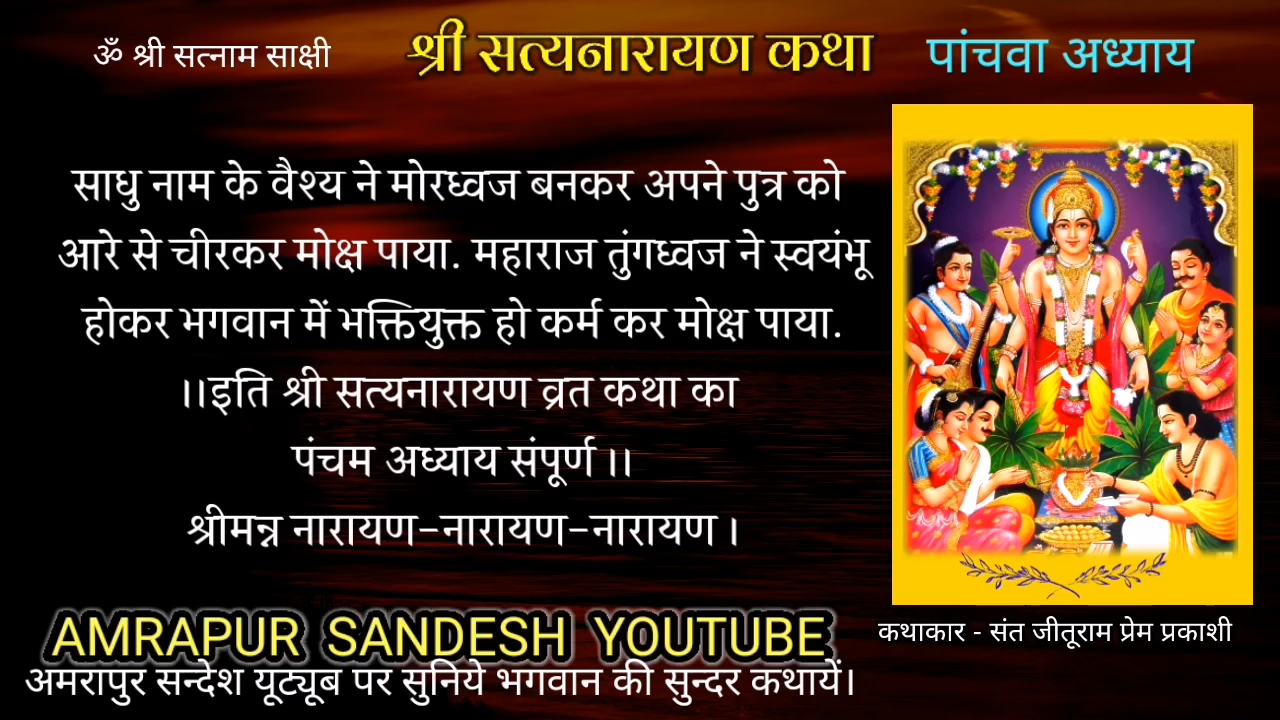 ॐ श्री सत्नाम साक्षी
श्री सत्यनारायण कथा
पांचवा अध्याय
साधु नाम के वैश्य ने मोरध्वज बनकर अपने पुत्र को
आरे से चीरकर मोक्ष पाया. महाराज तुंगध्वज ने स्वयंभू
होकर भगवान में भक्तियुक्त हो कर्म कर मोक्ष पाया.
।।इति श्री सत्यनारायण व्रत कथा का
पंचम अध्याय संपूर्ण ।।
श्रीमन्न नारायण-नारायण-नारायण ।
AMRAPUR SANDESH YOUTUBE
कथाकार - संत जीतूराम प्रेम प्रकाशी
अमरापुर सन्देश यूट्यूब पर सुनिये भगवान की सुन्दर कथायें।